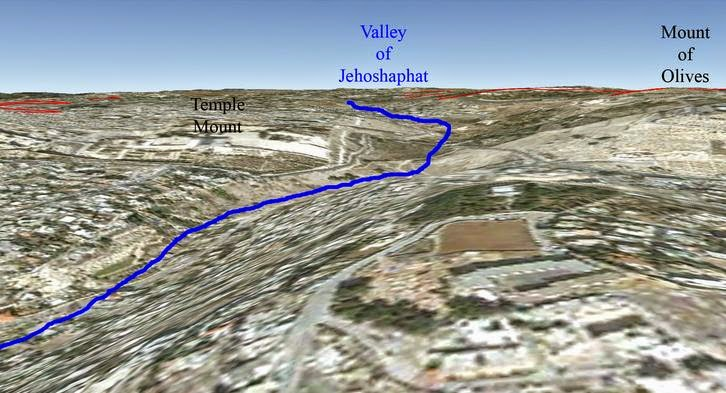 Valley
of
Jehoshaphat
Mount
of
Olives
Temple
Mount